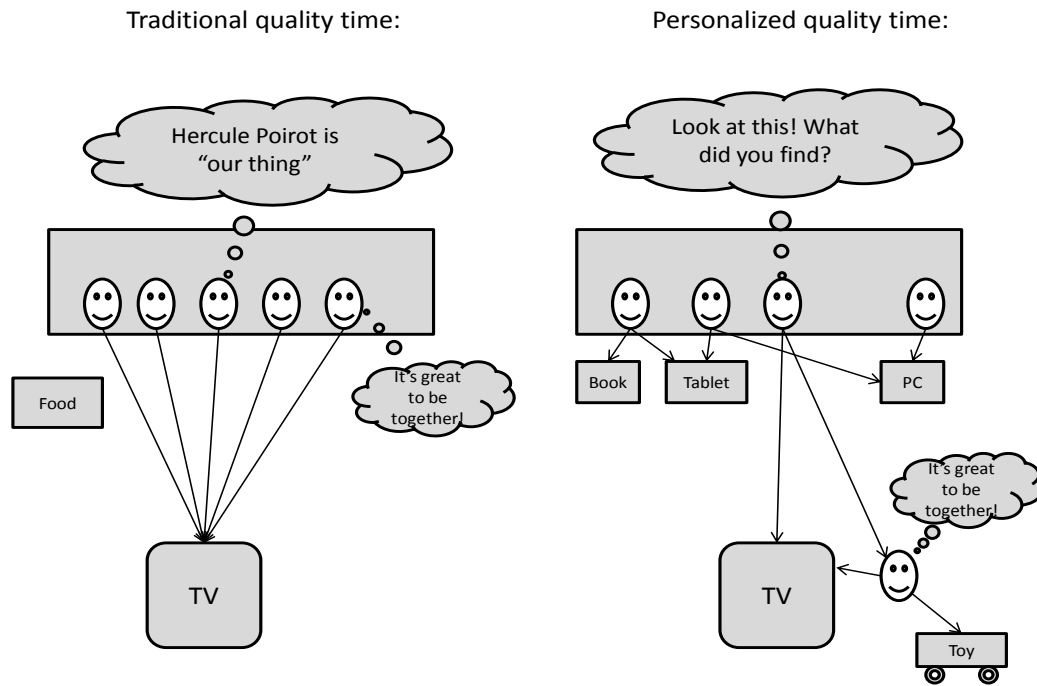 Traditional quality time:
Hercule Poirot is
“our thing”
It’s great
to be
together!
Food
TV
Personalized quality time:
Look at this! What
did you find?
Book
Tablet
PC
It’s great
to be
together!
TV
Toy